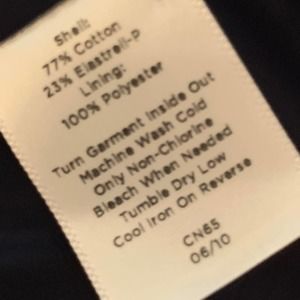 Shell:
77% Cotton
23% Elastrell-P
Lining:
100% Polyester
Turn Garment Inside Out
Machine Wash Cold
Only Non-Chlorine
Bleach When Needed
Tumble Dry Low
Cool Iron On Reverse
CN65
06/10